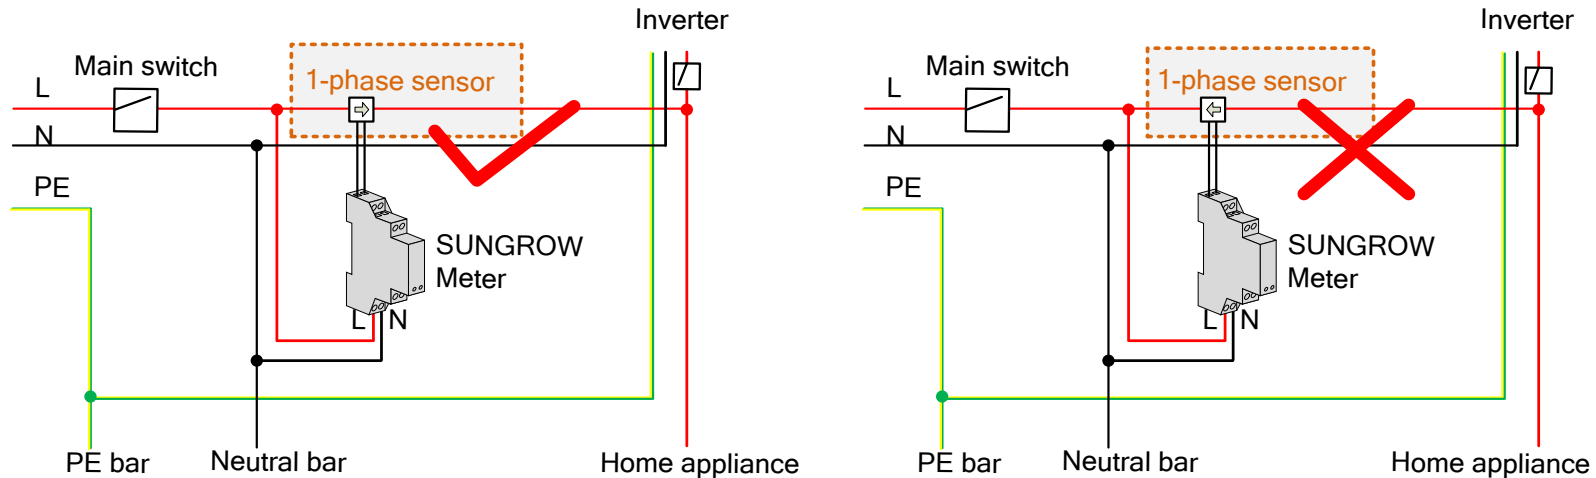 Inverter
Main switch
1-phase sensor
L
N
PE
SUNGROW
Meter
L N
PE bar
Neutral bar
Home appliance
Inverter
Main switch
1-phase sensor
L
N
PE
SUNGROW
Meter
L N
PE bar
Neutral bar
Home appliance